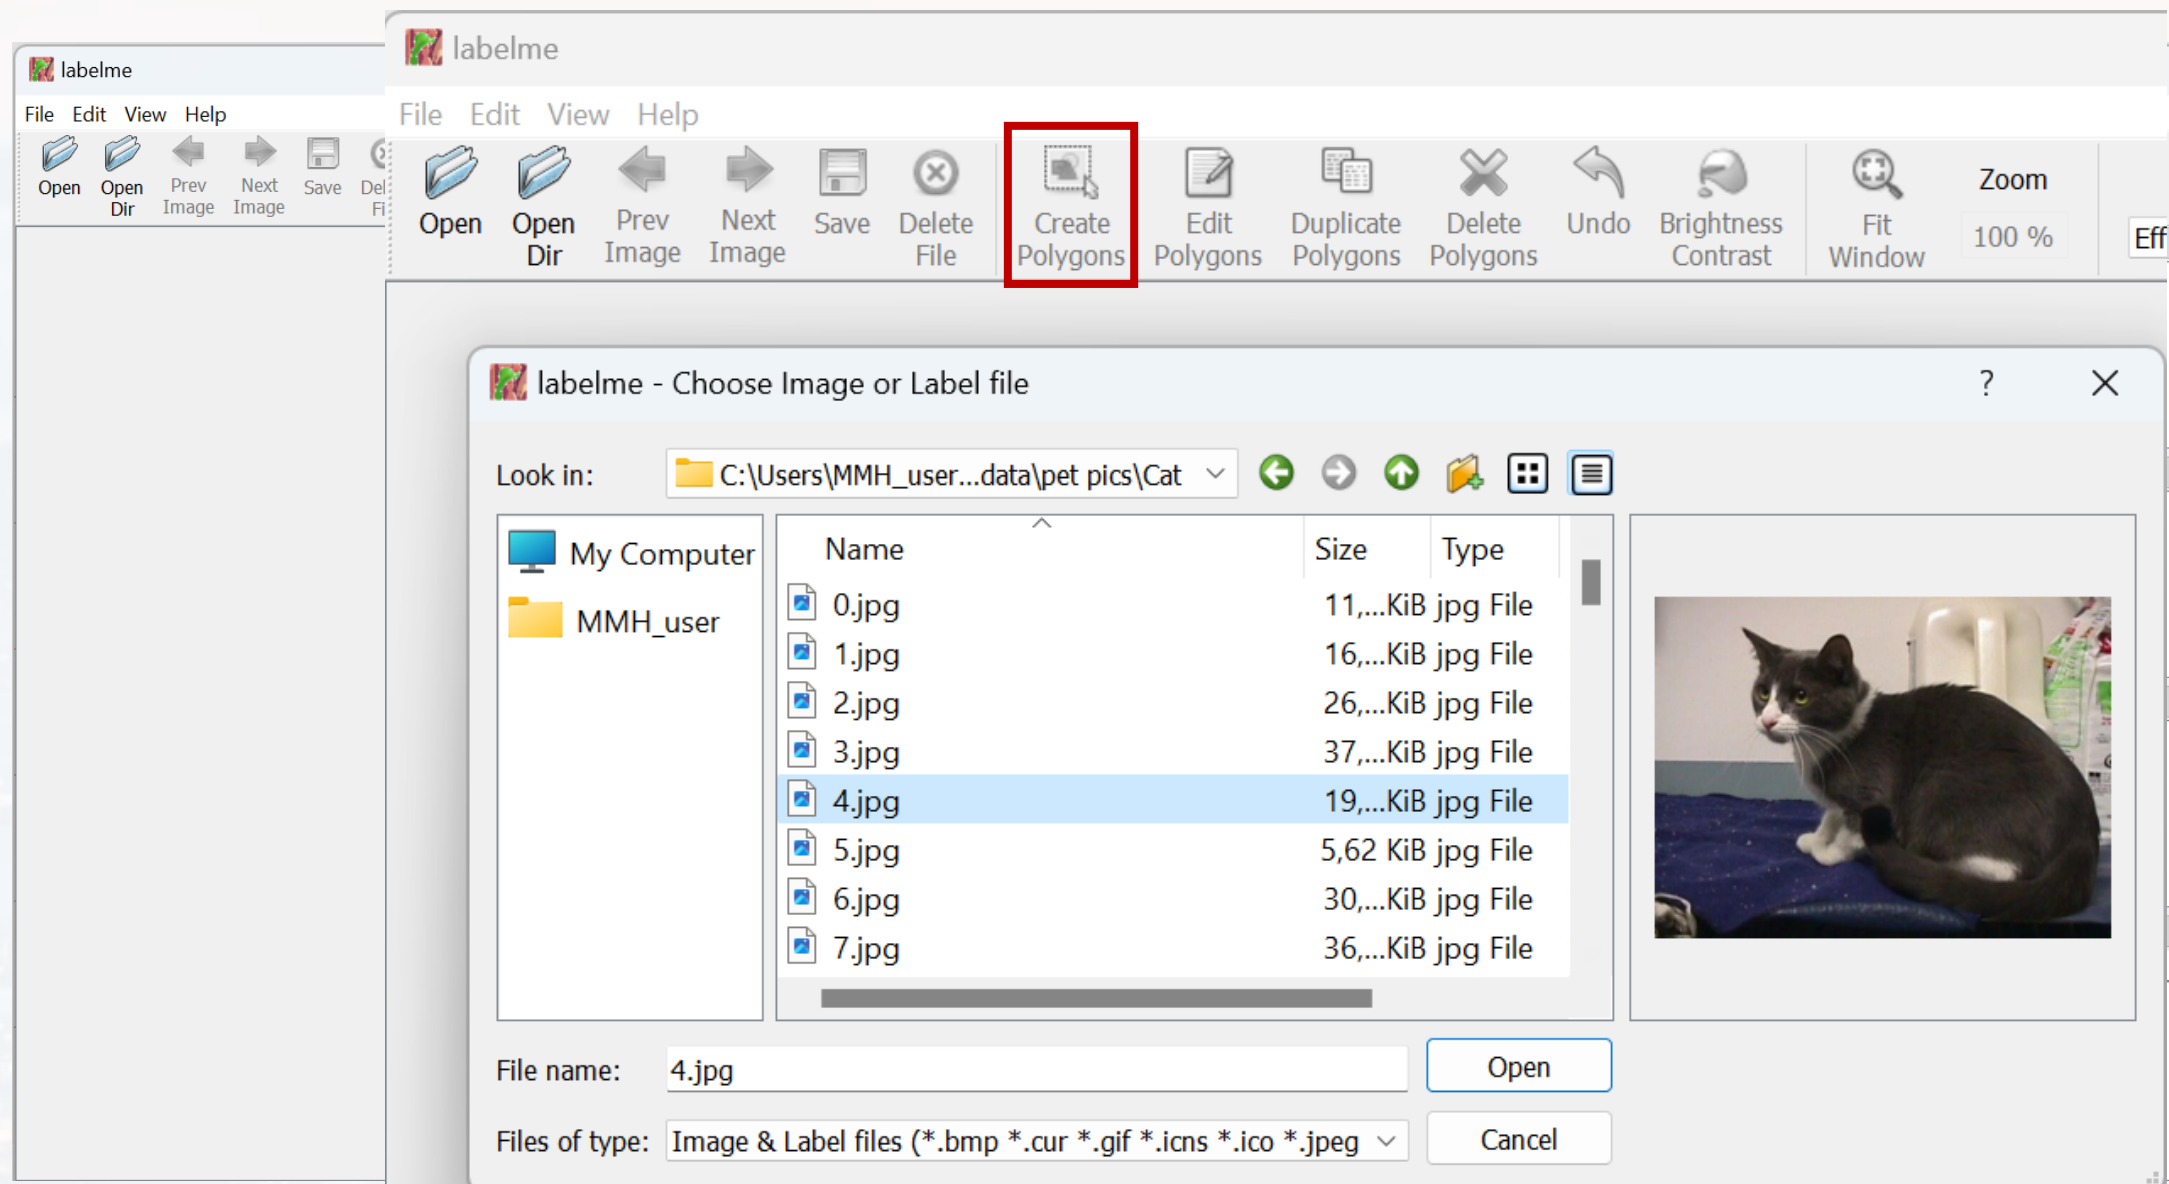 labelme
File Edit View Help
Open Open Dir Prev Image Next Image Save
labelme
File Edit View Help
Open Open Dir Prev Image Next Image Save Delete File Create Polygons Edit Polygons Duplicate Polygons Delete Polygons Undo Brightness Contrast Fit Window Zoom 100 %
Eff
labelme - Choose Image or Label file ?
Look in: C:\Users\MMH_user...data\pet pics\Cat
My Computer
MMH_user
Name Size Type
0.jpg 11,...KiB jpg File
1.jpg 16,...KiB jpg File
2.jpg 26,...KiB jpg File
3.jpg 37,...KiB jpg File
4.jpg 19,...KiB jpg File
5.jpg 5,62 KiB jpg File
6.jpg 30,...KiB jpg File
7.jpg 36,...KiB jpg File
File name: 4.jpg Open
Files of type: Image & Label files (*.bmp *.cur *.gif *.icns *.ico *.jpeg Cancel